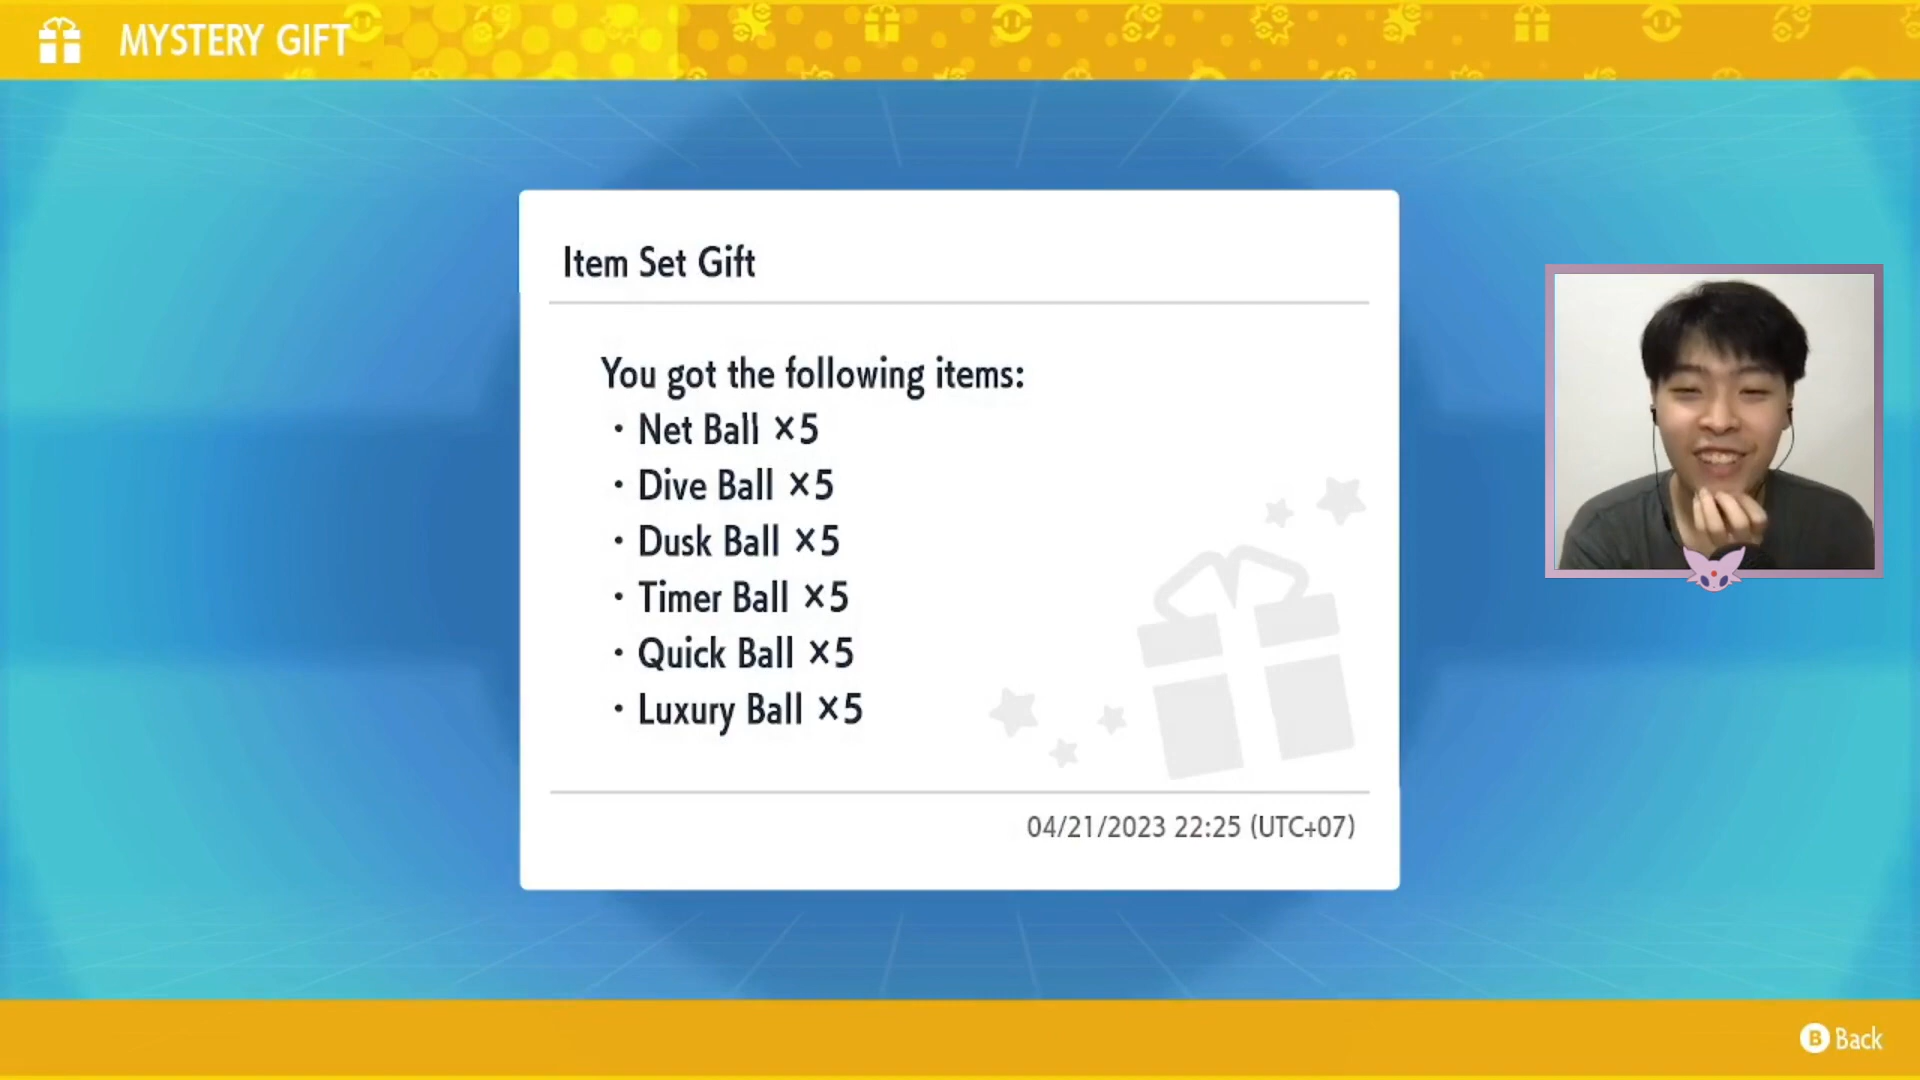 MYSTERY GIFT
Item Set Gift
You got the following items:
・Net Ball ×5
・Dive Ball ×5
・Dusk Ball ×5
・Timer Ball ×5
・Quick Ball ×5
・Luxury Ball ×5
04/21/2023 22:25 (UTC+07)
B Back